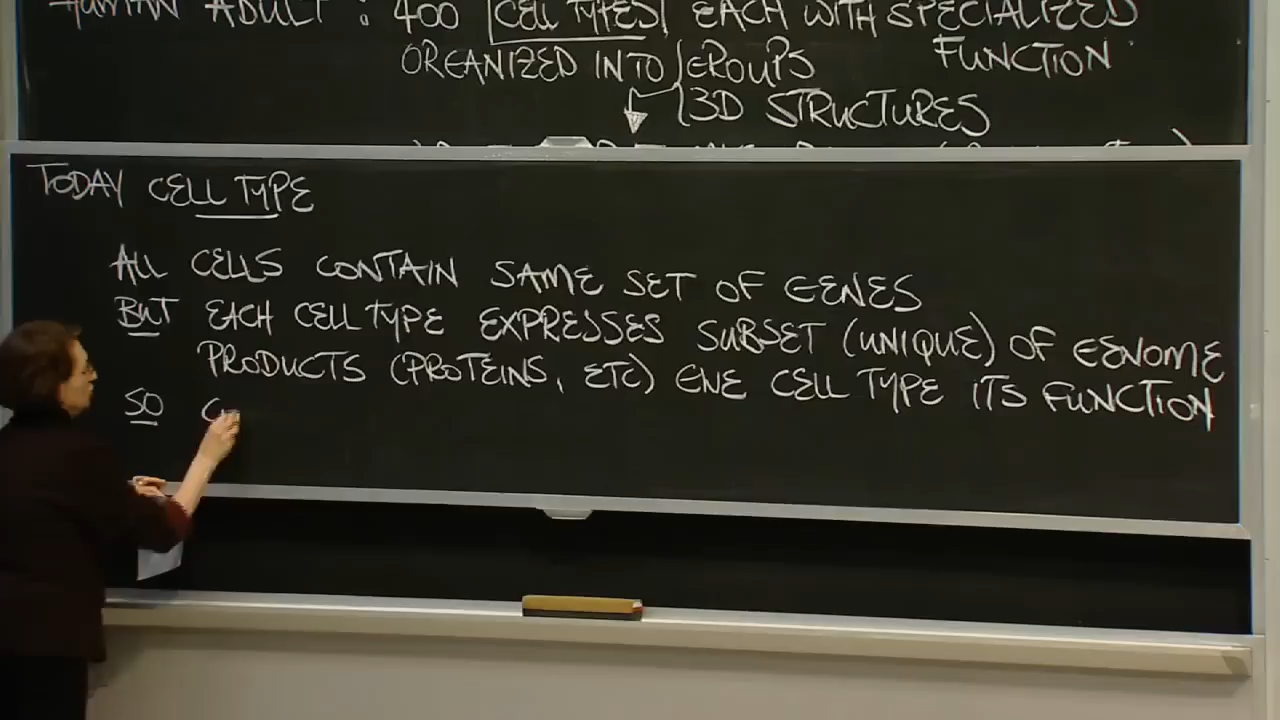 HUMAN ADULT : 400 CELL TYPES EACH WITH SPECIALIZED
FUNCTION
ORGANIZED INTO GROUPS
3D STRUCTURES
TODAY CELL TYPE
ALL CELLS CONTAIN SAME SET OF GENES
BUT EACH CELL TYPE EXPRESSES SUBSET (UNIQUE) OF GENOME
PRODUCTS (PROTEINS, ETC) GIVE CELL TYPE ITS FUNCTION
SO